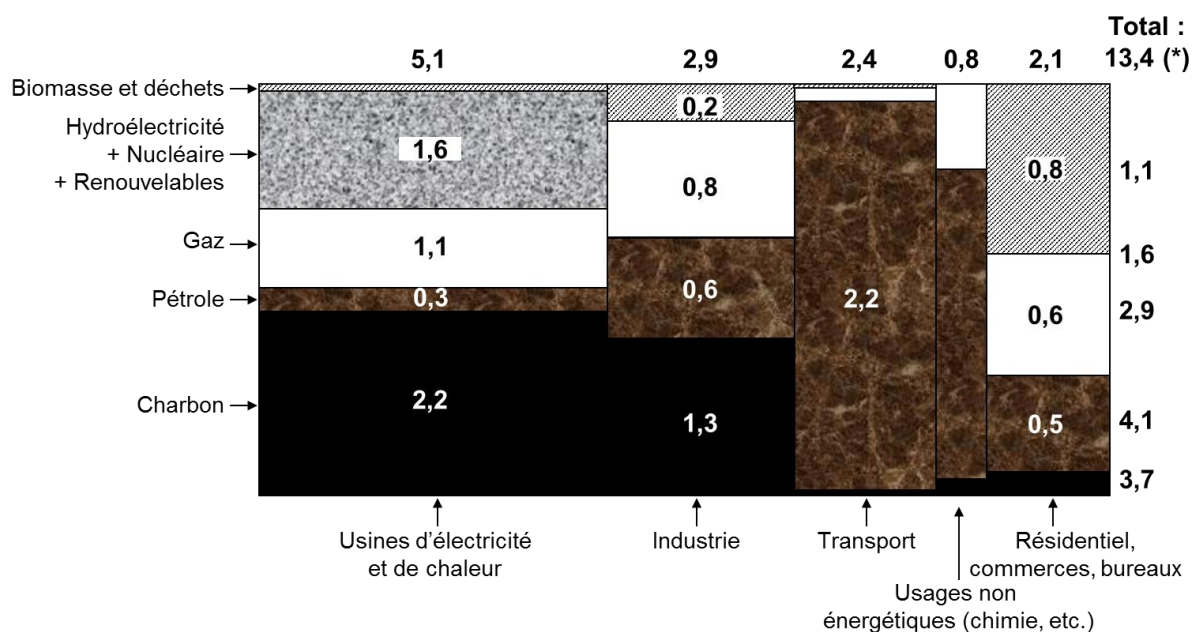 Total :
5,1 2,9 2,4 0,8 2,1 13,4 (*)
Biomasse et déchets
Hydroélectricité
+ Nucléaire
+ Renouvelables
Gaz
Pétrole
Charbon
1,6
1,1
0,3
2,2
0,2
0,8
0,6
1,3
2,2
0,8
0,6
0,5
1,1
1,6
2,9
4,1
3,7
Usines d'électricité
et de chaleur
Industrie
Transport
Usages non
énergétiques (chimie, etc.)
Résidentiel,
commerces, bureaux